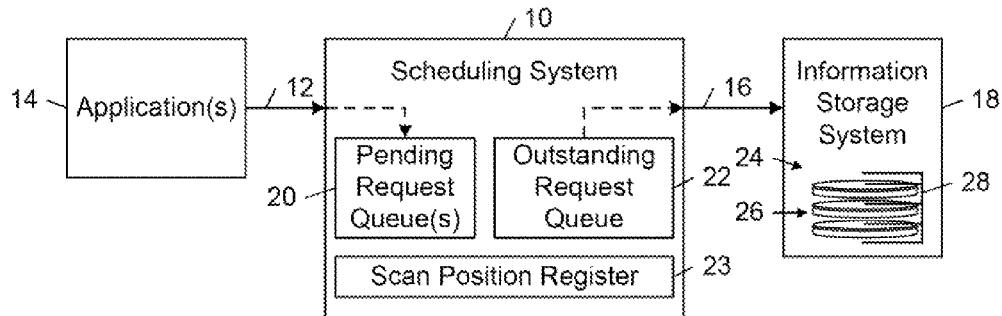 10
Scheduling System
14
Application(s)
12
16
Information
Storage
System
18
Pending
Request
Queue(s)
20
Outstanding
Request
Queue
22
24
26
28
Scan Position Register
23